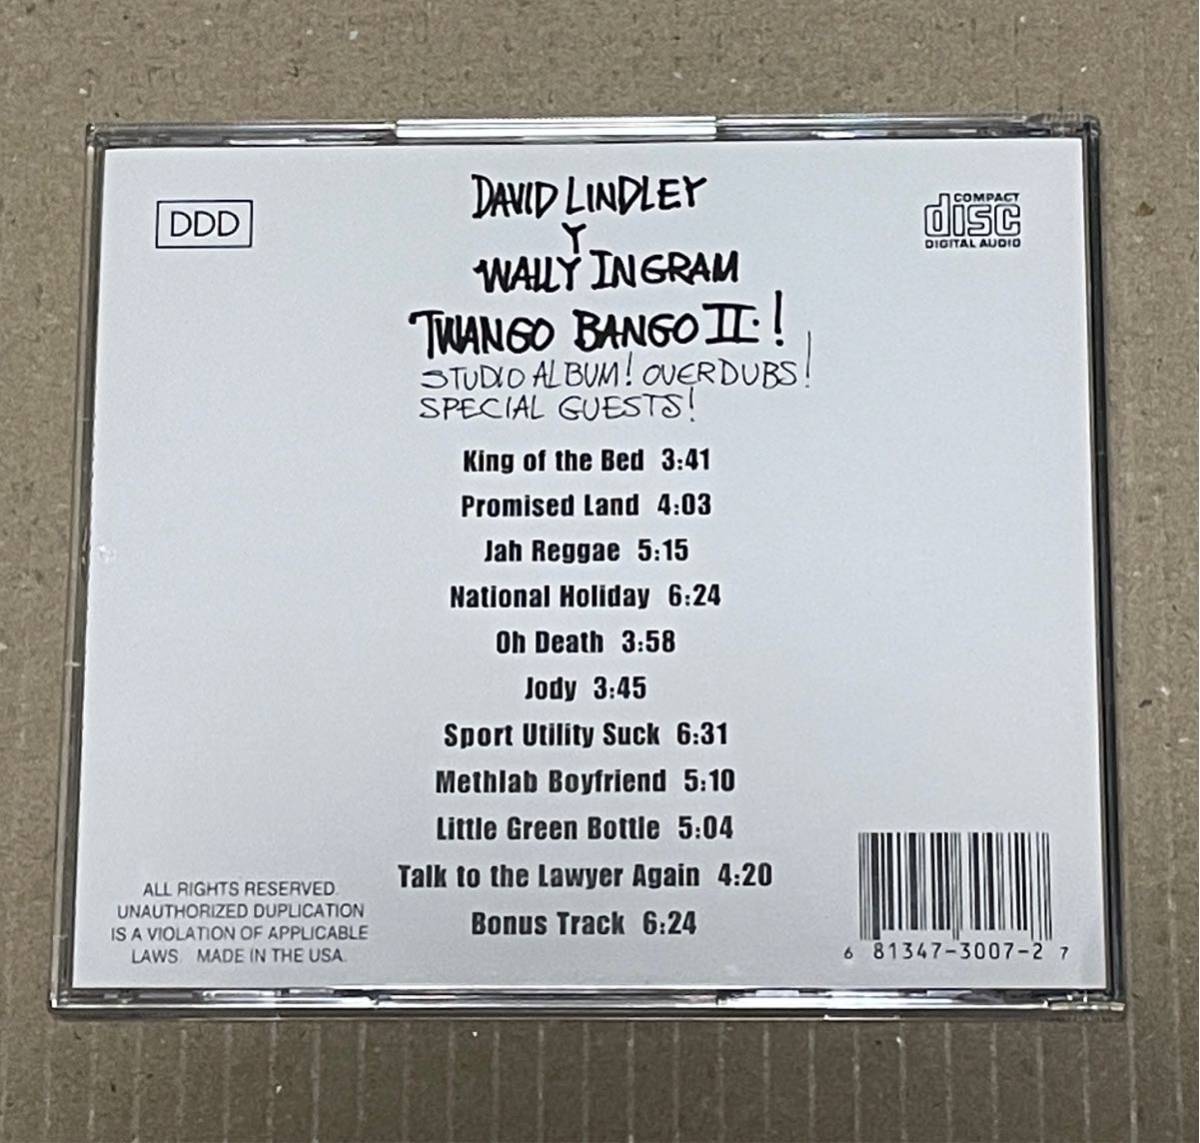 DDD
DAVID LINDLEY
Y
WALLY INGRAM
TWANGO BANGO II.!
STUDIO ALBUM! OVERDUBS!
SPECIAL GUESTS!
COMPACT
disc
DIGITAL AUDIO
King of the Bed 3:41
Promised Land 4:03
Jah Reggae 5:15
National Holiday 6:24
Oh Death 3:58
Jody 3:45
Sport Utility Suck 6:31
Methlab Boyfriend 5:10
Little Green Bottle 5:04
Talk to the Lawyer Again 4:20
Bonus Track 6:24
ALL RIGHTS RESERVED.
UNAUTHORIZED DUPLICATION
IS A VIOLATION OF APPLICABLE
LAWS. MADE IN THE USA.
6 81347-3007-2 7